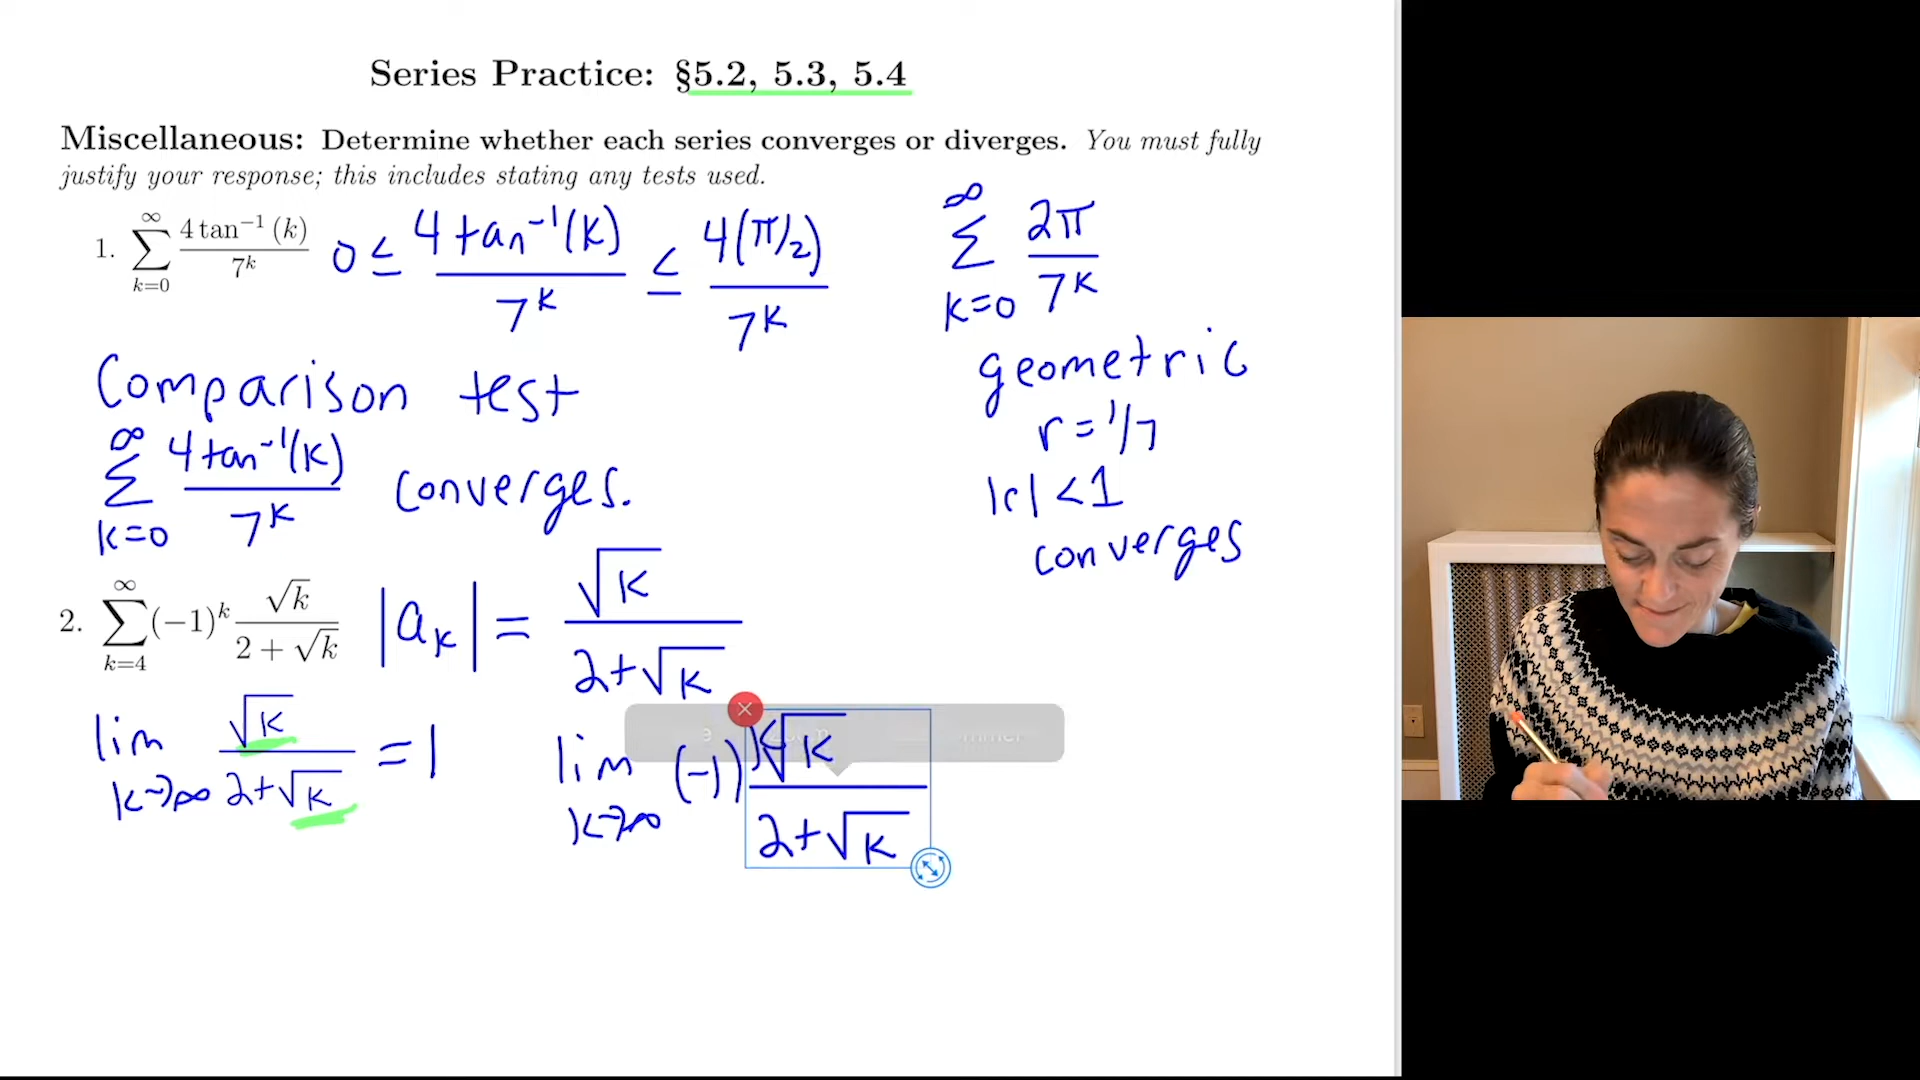 Series Practice: §5.2, 5.3, 5.4
Miscellaneous: Determine whether each series converges or diverges. You must fully
justify your response; this includes stating any tests used.
1. ∑_{k=0}^{∞} 4 tan⁻¹ (k) / 7^k
0 ≤ 4 tan⁻¹(k) / 7^k ≤ 4(π/2) / 7^k
∑_{k=0}^{∞} 2π / 7^k
geometric
r = 1/7
|r| < 1
converges
Comparison test
∑_{k=0}^{∞} 4 tan⁻¹(k) / 7^k converges.
2. ∑_{k=4}^{∞} (−1)^k √k / (2 + √k)
|a_k| = √k / (2+√k)
lim_{k→∞} √k / (2+√k) = 1
lim_{k→∞} (-1)^k √k / (2+√k)